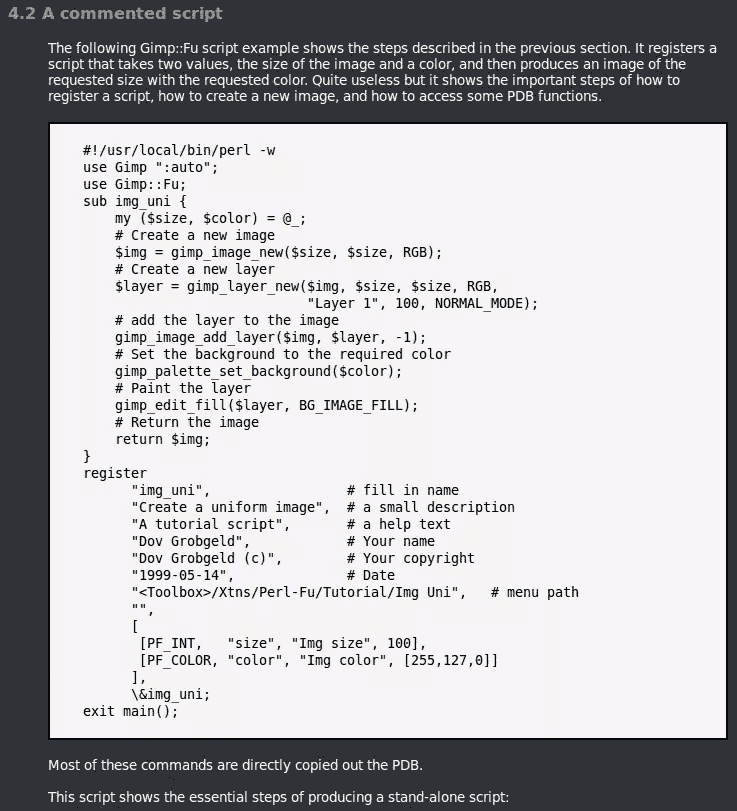 4.2 A commented script
The following Gimp::Fu script example shows the steps described in the previous section. It registers a
script that takes two values, the size of the image and a color, and then produces an image of the
requested size with the requested color. Quite useless but it shows the important steps of how to
register a script, how to create a new image, and how to access some PDB functions.
#!/usr/local/bin/perl -w
use Gimp ":auto";
use Gimp::Fu;
sub img_uni {
    my ($size, $color) = @_;
    # Create a new image
    $img = gimp_image_new($size, $size, RGB);
    # Create a new layer
    $layer = gimp_layer_new($img, $size, $size, RGB,
                            "Layer 1", 100, NORMAL_MODE);
    # add the layer to the image
    gimp_image_add_layer($img, $layer, -1);
    # Set the background to the required color
    gimp_palette_set_background($color);
    # Paint the layer
    gimp_edit_fill($layer, BG_IMAGE_FILL);
    # Return the image
    return $img;
}
register
      "img_uni",                 # fill in name
      "Create a uniform image",  # a small description
      "A tutorial script",       # a help text
      "Dov Grobgeld",            # Your name
      "Dov Grobgeld (c)",        # Your copyright
      "1999-05-14",              # Date
      "<Toolbox>/Xtns/Perl-Fu/Tutorial/Img Uni",   # menu path
      "",
      [
       [PF_INT,   "size", "Img size", 100],
       [PF_COLOR, "color", "Img color", [255,127,0]]
      ],
      \&img_uni;
exit main();
Most of these commands are directly copied out the PDB.
This script shows the essential steps of producing a stand-alone script: